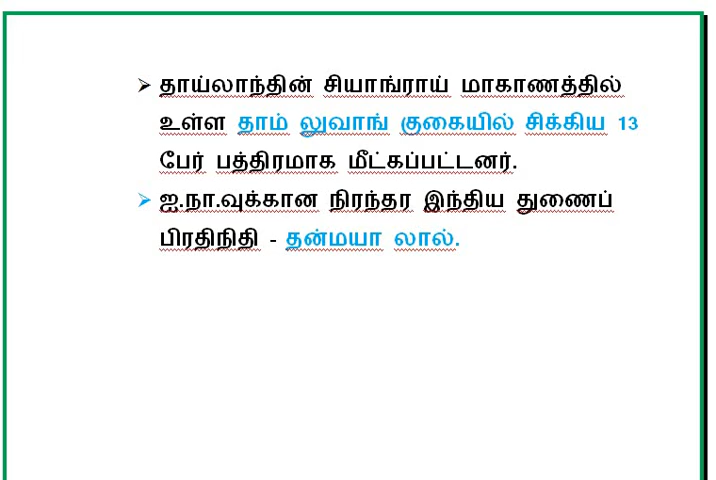 தாய்லாந்தின் சியாங்ராய் மாகாணத்தில்
உள்ள தாம் லுவாங் குகையில் சிக்கிய 13
பேர் பத்திரமாக மீட்கப்பட்டனர்.
ஐ.நா.வுக்கான நிரந்தர இந்திய துணைப்
பிரதிநிதி - தன்மயா லால்.